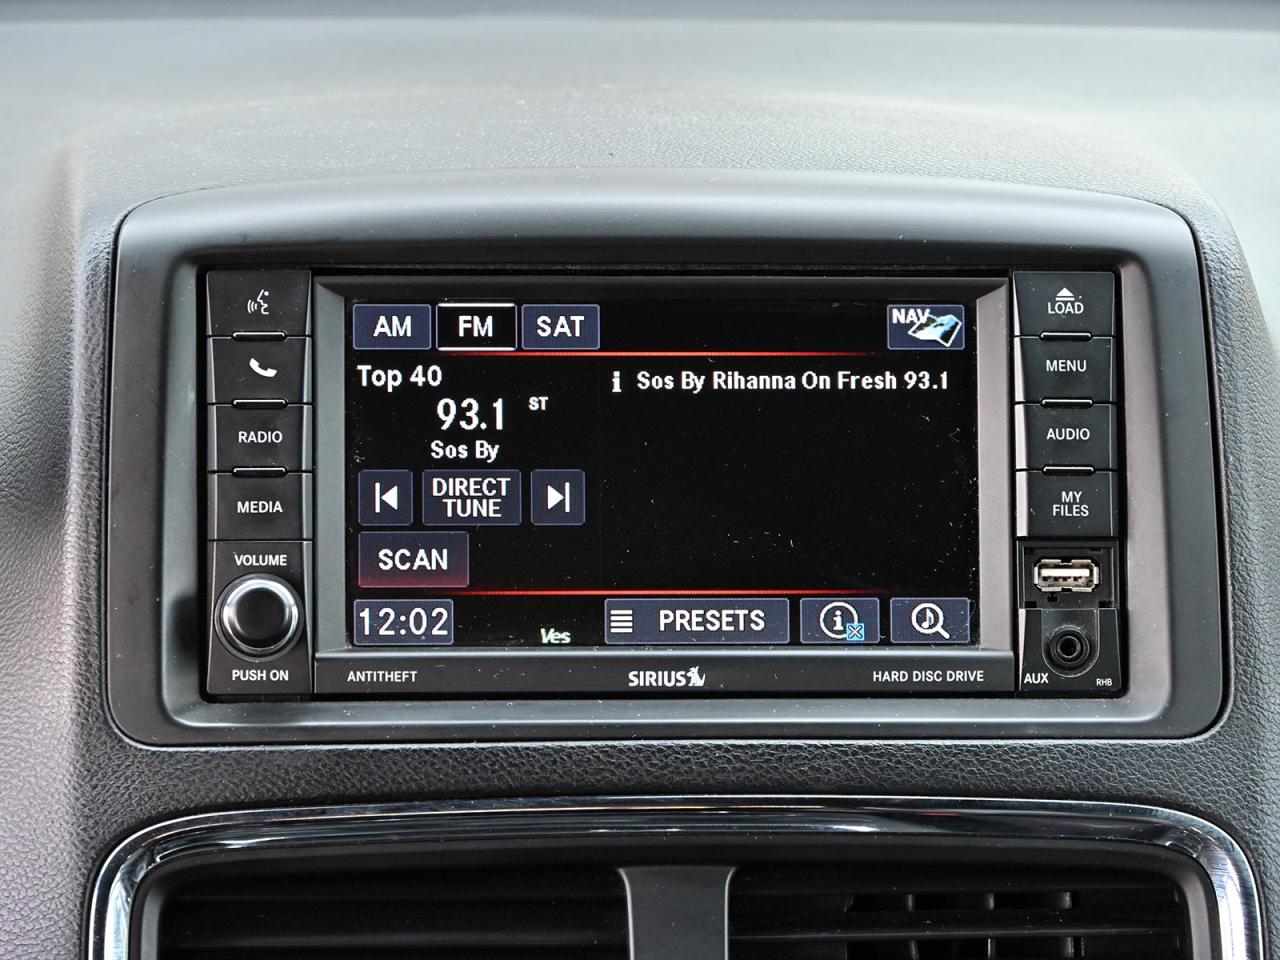 AM FM SAT NAV
Top 40
i Sos By Rihanna On Fresh 93.1
93.1 ST
Sos By
DIRECT
TUNE
SCAN
12:02
Ves
PRESETS
i
RADIO
MEDIA
VOLUME
PUSH ON
ANTITHEFT
SIRIUS
HARD DISC DRIVE
LOAD
MENU
AUDIO
MY
FILES
AUX
RHB